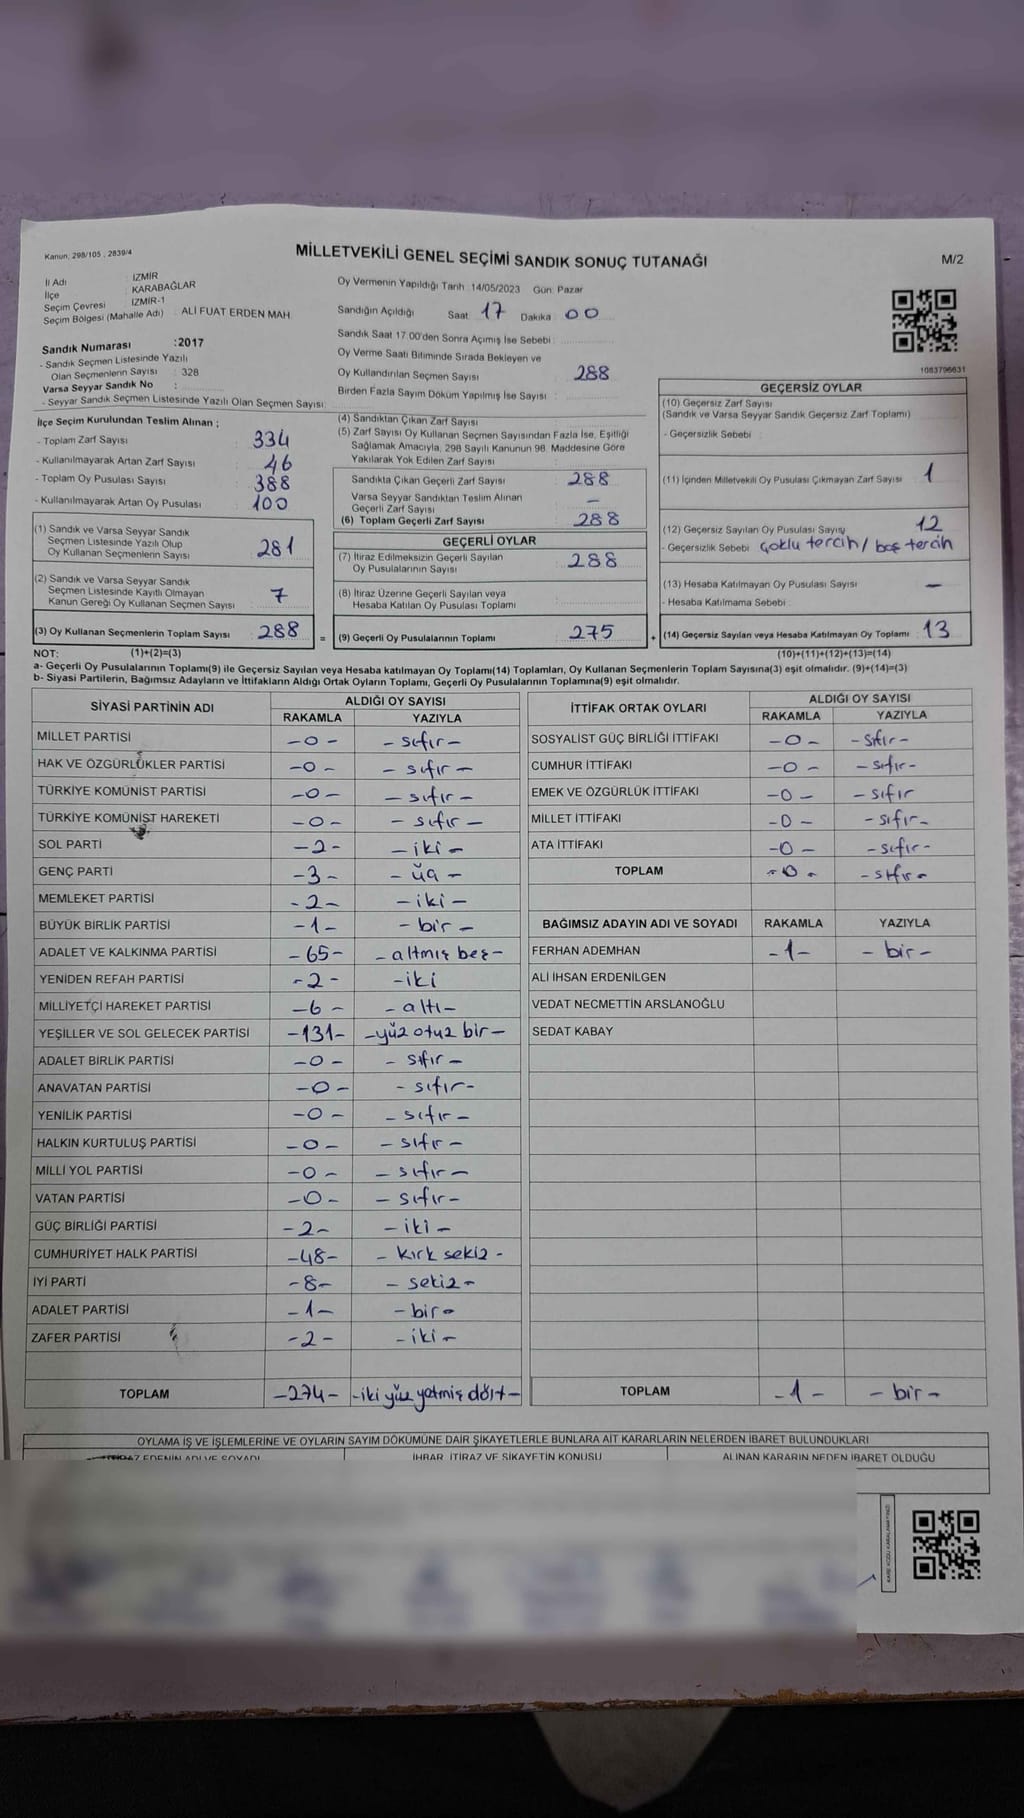 Kanun; 298/105 , 2839/4
MİLLETVEKİLİ GENEL SEÇİMİ SANDIK SONUÇ TUTANAĞI
M/2
İl Adı : İZMİR
İlçe : KARABAĞLAR
Seçim Çevresi : İZMİR-1
Seçim Bölgesi (Mahalle Adı) : ALİ FUAT ERDEN MAH.
Oy Vermenin Yapıldığı Tarih :14/05/2023 Gün: Pazar
Sandığın Açıldığı Saat 17 Dakika 00
Sandık Saat 17:00'den Sonra Açımış İse Sebebi :
Oy Verme Saati Bitiminde Sırada Bekleyen ve
Oy Kullandırılan Seçmen Sayısı 288
Birden Fazla Sayım Döküm Yapılmış İse Sayısı :
Sandık Numarası :2017
- Sandık Seçmen Listesinde Yazılı
Olan Seçmenlerin Sayısı : 328
Varsa Seyyar Sandık No :
- Seyyar Sandık Seçmen Listesinde Yazılı Olan Seçmen Sayısı:
1083796631
İlçe Seçim Kurulundan Teslim Alınan ;
- Toplam Zarf Sayısı : 334
- Kullanılmayarak Artan Zarf Sayısı : 46
- Toplam Oy Pusulası Sayısı : 388
- Kullanılmayarak Artan Oy Pusulası : 100
(1) Sandık ve Varsa Seyyar Sandık
Seçmen Listesinde Yazılı Olup
Oy Kullanan Seçmenlerin Sayısı 281
(2) Sandık ve Varsa Seyyar Sandık
Seçmen Listesinde Kayıtlı Olmayan
Kanun Gereği Oy Kullanan Seçmen Sayısı 7
(3) Oy Kullanan Seçmenlerin Toplam Sayısı 288 =
(4) Sandıktan Çıkan Zarf Sayısı
(5) Zarf Sayısı Oy Kullanan Seçmen Sayısından Fazla İse, Eşitliği
Sağlamak Amacıyla, 298 Sayılı Kanunun 98. Maddesine Göre
Yakılarak Yok Edilen Zarf Sayısı
Sandıkta Çıkan Geçerli Zarf Sayısı 288
Varsa Seyyar Sandıktan Teslim Alınan
Geçerli Zarf Sayısı -
(6) Toplam Geçerli Zarf Sayısı 288
GEÇERLİ OYLAR
(7) İtiraz Edilmeksizin Geçerli Sayılan
Oy Pusulalarının Sayısı 288
(8) İtiraz Üzerine Geçerli Sayılan veya
Hesaba Katılan Oy Pusulası Toplamı
(9) Geçerli Oy Pusulalarının Toplamı 275 +
GEÇERSİZ OYLAR
(10) Geçersiz Zarf Sayısı
(Sandık ve Varsa Seyyar Sandık Geçersiz Zarf Toplamı)
- Geçersizlik Sebebi :
(11) İçinden Milletvekili Oy Pusulası Çıkmayan Zarf Sayısı 1
(12) Geçersiz Sayılan Oy Pusulası Sayısı 12
- Geçersizlik Sebebi çoklu tercih / boş tercih
(13) Hesaba Katılmayan Oy Pusulası Sayısı -
- Hesaba Katılmama Sebebi :
(14) Geçersiz Sayılan veya Hesaba Katılmayan Oy Toplamı 13
NOT: (1)+(2)=(3)
(10)+(11)+(12)+(13)=(14)
a- Geçerli Oy Pusulalarının Toplamı(9) ile Geçersiz Sayılan veya Hesaba katılmayan Oy Toplamı(14) Toplamları, Oy Kullanan Seçmenlerin Toplam Sayısına(3) eşit olmalıdır. (9)+(14)=(3)
b- Siyasi Partilerin, Bağımsız Adayların ve İttifakların Aldığı Ortak Oyların Toplamı, Geçerli Oy Pusulalarının Toplamına(9) eşit olmalıdır.
SİYASİ PARTİNİN ADI ALDIĞI OY SAYISI
RAKAMLA YAZIYLA
MİLLET PARTİSİ -0- -sıfır-
HAK VE ÖZGÜRLÜKLER PARTİSİ -0- -sıfır-
TÜRKİYE KOMÜNİST PARTİSİ -0- -sıfır-
TÜRKİYE KOMÜNİST HAREKETİ -0- -sıfır-
SOL PARTİ -2- -iki-
GENÇ PARTİ -3- -üç-
MEMLEKET PARTİSİ -2- -iki-
BÜYÜK BİRLİK PARTİSİ -1- -bir-
ADALET VE KALKINMA PARTİSİ -65- -altmış beş-
YENİDEN REFAH PARTİSİ -2- -iki
MİLLİYETÇİ HAREKET PARTİSİ -6- -altı-
YEŞİLLER VE SOL GELECEK PARTİSİ -131- -yüz otuz bir-
ADALET BİRLİK PARTİSİ -0- -sıfır-
ANAVATAN PARTİSİ -0- -sıfır-
YENİLİK PARTİSİ -0- -sıfır-
HALKIN KURTULUŞ PARTİSİ -0- -sıfır-
MİLLİ YOL PARTİSİ -0- -sıfır-
VATAN PARTİSİ -0- -sıfır-
GÜÇ BİRLİĞİ PARTİSİ -2- -iki-
CUMHURİYET HALK PARTİSİ -48- -kırk sekiz-
İYİ PARTİ -8- -sekiz-
ADALET PARTİSİ -1- -bir-
ZAFER PARTİSİ -2- -iki-
TOPLAM -274- -iki yüz yetmiş dört-
İTTİFAK ORTAK OYLARI ALDIĞI OY SAYISI
RAKAMLA YAZIYLA
SOSYALİST GÜÇ BİRLİĞİ İTTİFAKI -0- -sıfır-
CUMHUR İTTİFAKI -0- -sıfır-
EMEK VE ÖZGÜRLÜK İTTİFAKI -0- -sıfır
MİLLET İTTİFAKI -0- -sıfır-
ATA İTTİFAKI -0- -sıfır-
TOPLAM -0- -sıfır-
BAĞIMSIZ ADAYIN ADI VE SOYADI RAKAMLA YAZIYLA
FERHAN ADEMHAN -1- -bir-
ALİ İHSAN ERDENİLGEN
VEDAT NECMETTİN ARSLANOĞLU
SEDAT KABAY
TOPLAM -1- -bir-
OYLAMA İŞ VE İŞLEMLERİNE VE OYLARIN SAYIM DÖKÜMÜNE DAİR ŞİKAYETLERLE BUNLARA AİT KARARLARIN NELERDEN İBARET BULUNDUKLARI
EDENİN ADI VE SOYADI İHBAR, İTİRAZ VE ŞİKAYETİN KONUSU ALINAN KARARIN NEDEN İBARET OLDUĞU